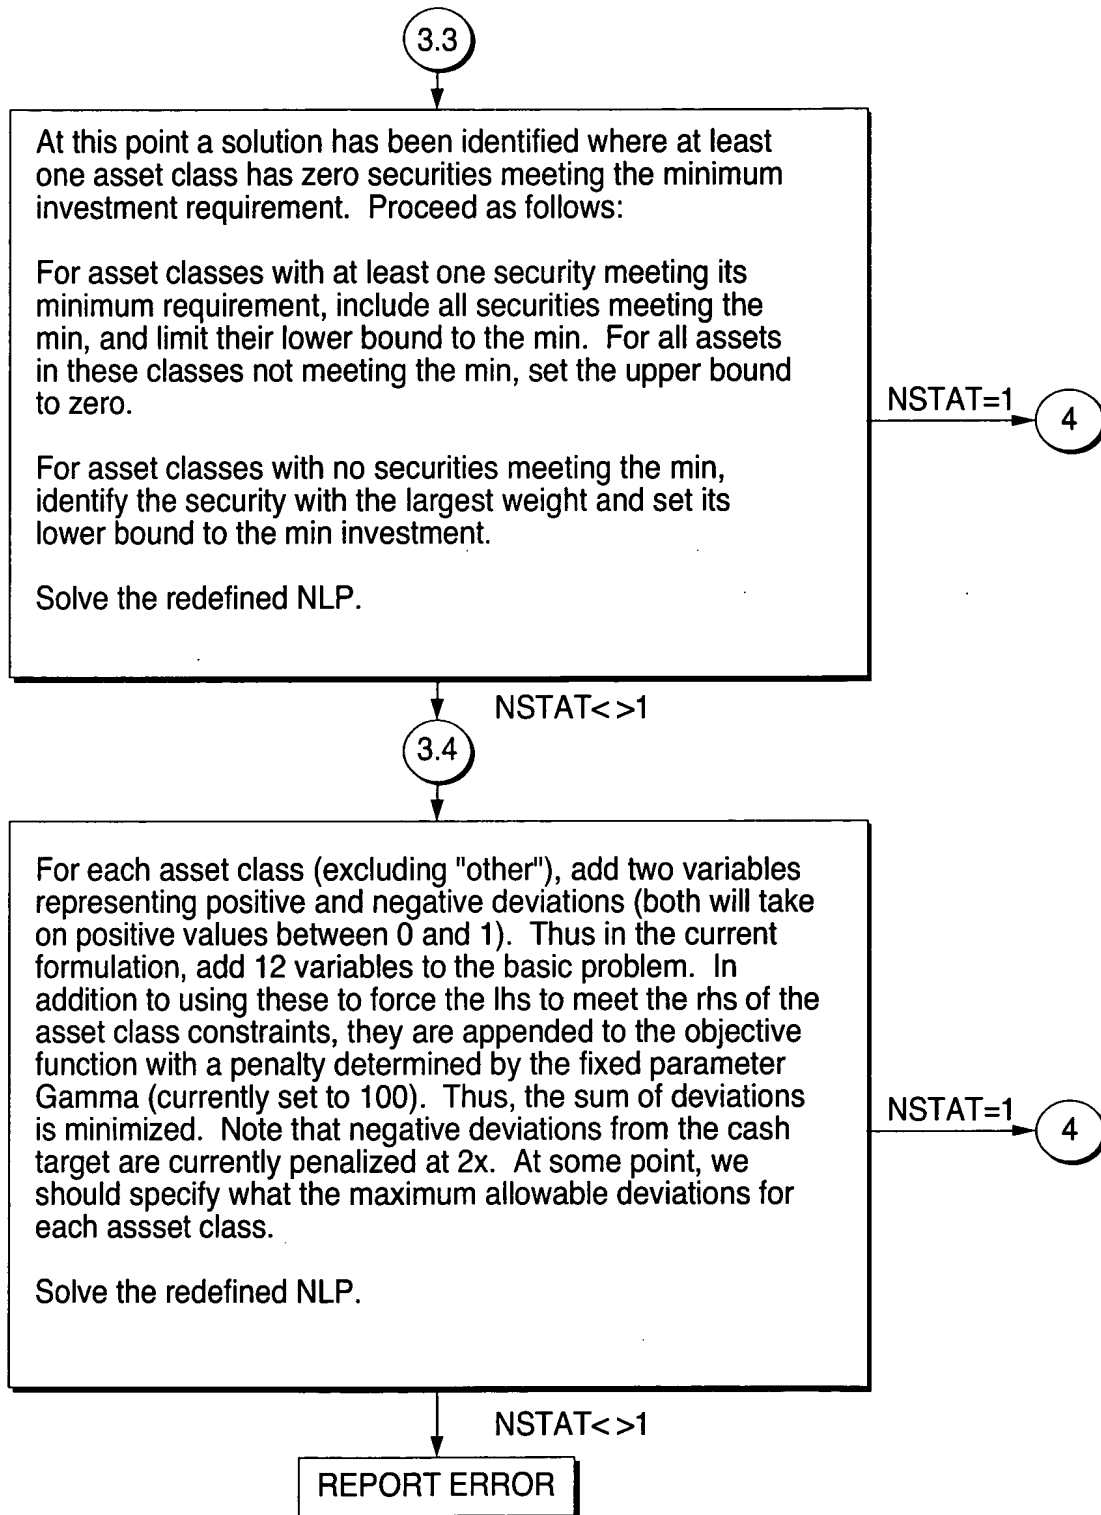 3.3
At this point a solution has been identified where at least
one asset class has zero securities meeting the minimum
investment requirement. Proceed as follows:
For asset classes with at least one security meeting its
minimum requirement, include all securities meeting the
min, and limit their lower bound to the min. For all assets
in these classes not meeting the min, set the upper bound
to zero.
NSTAT=1
4
For asset classes with no securities meeting the min,
identify the security with the largest weight and set its
lower bound to the min investment.
Solve the redefined NLP.
NSTAT< >1
3.4
For each asset class (excluding "other"), add two variables
representing positive and negative deviations (both will take
on positive values between 0 and 1). Thus in the current
formulation, add 12 variables to the basic problem. In
addition to using these to force the lhs to meet the rhs of the
asset class constraints, they are appended to the objective
function with a penalty determined by the fixed parameter
Gamma (currently set to 100). Thus, the sum of deviations
is minimized. Note that negative deviations from the cash
target are currently penalized at 2x. At some point, we
should specify what the maximum allowable deviations for
each assset class.
NSTAT=1
4
Solve the redefined NLP.
NSTAT< >1
REPORT ERROR